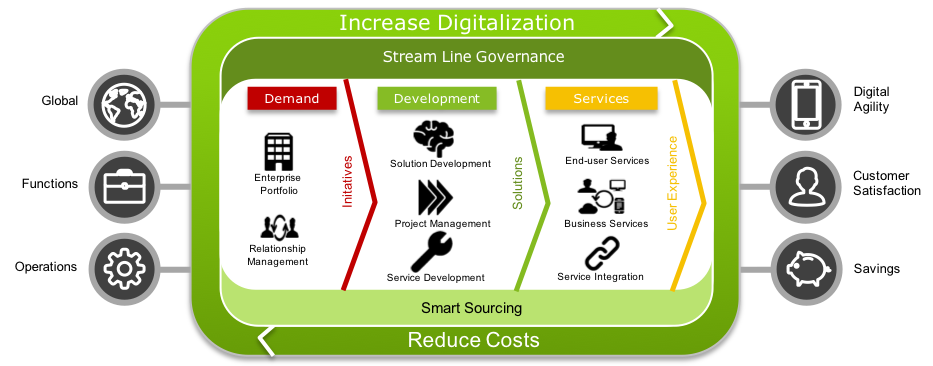 Increase Digitalization
Stream Line Governance
Global
Functions
Operations
Demand
Enterprise
Portfolio
Relationship
Management
Initatives
Development
Solution Development
Project Management
Service Development
Solutions
Services
End-user Services
Business Services
Service Integration
User Experience
Digital
Agility
Customer
Satisfaction
Savings
Smart Sourcing
Reduce Costs